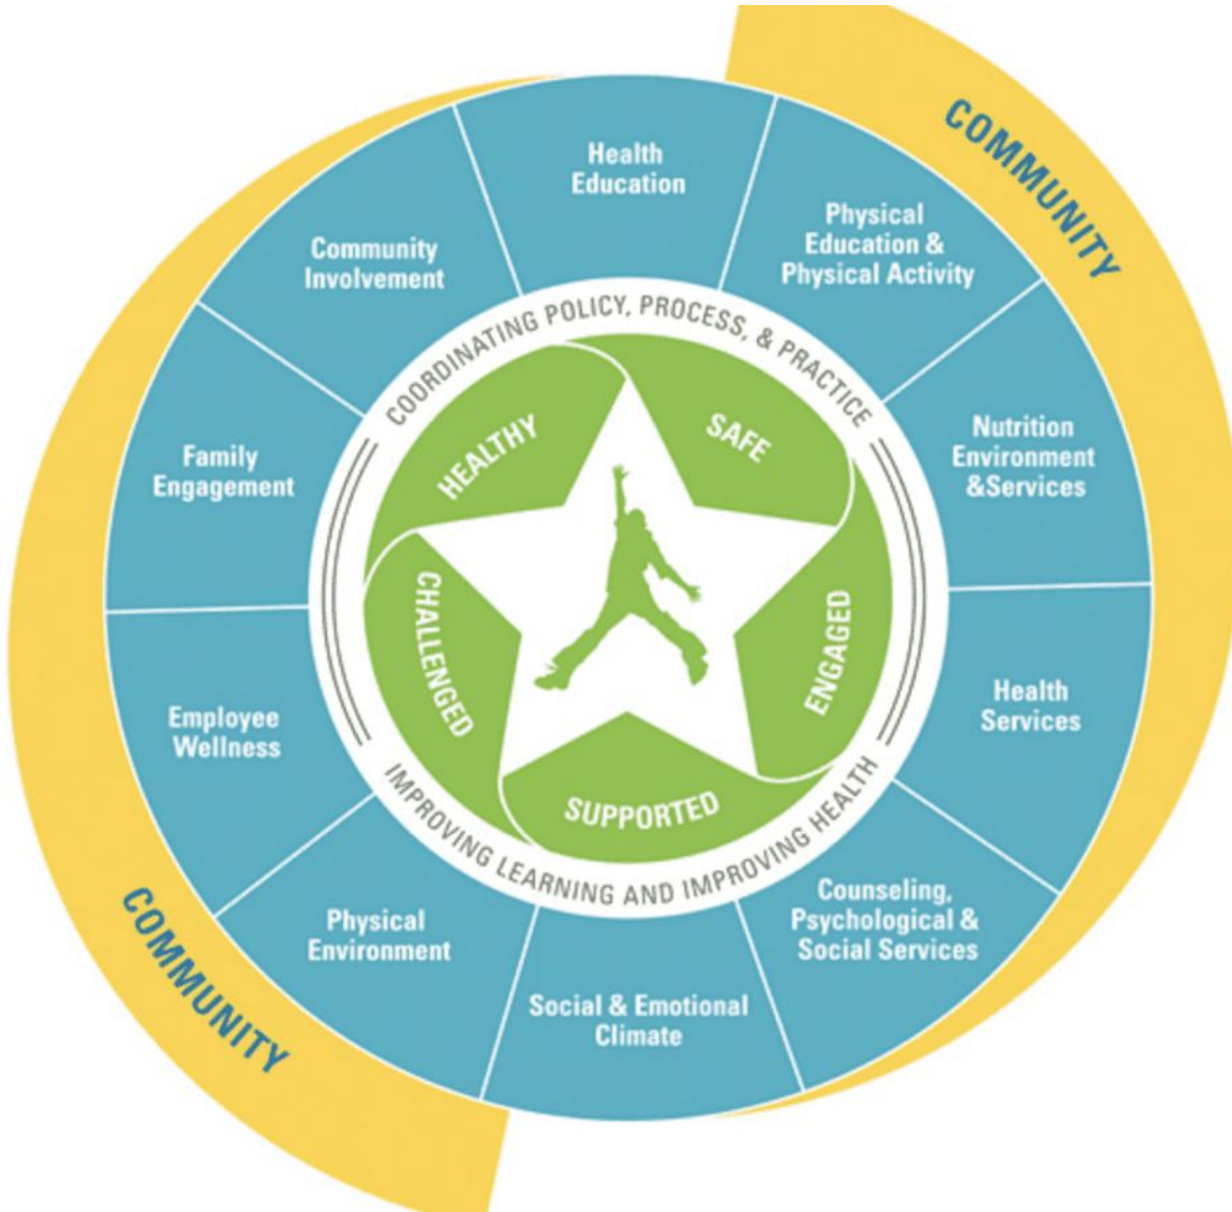 COMMUNITY
Health
Education
Physical
Education &
Physical Activity
Nutrition
Environment
&Services
Health
Services
Counseling,
Psychological &
Social Services
Social & Emotional
Climate
Physical
Environment
Employee
Wellness
Family
Engagement
Community
Involvement
COORDINATING POLICY, PROCESS, & PRACTICE
IMPROVING LEARNING AND IMPROVING HEALTH
HEALTHY
SAFE
ENGAGED
SUPPORTED
CHALLENGED
COMMUNITY